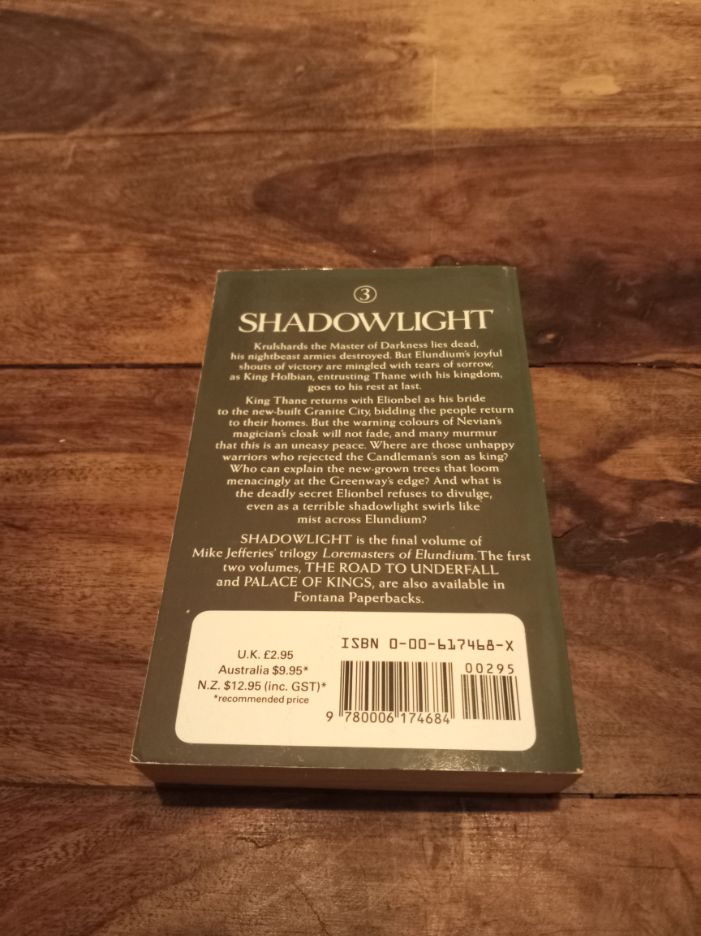 3
SHADOWLIGHT
Krulshards the Master of Darkness lies dead,
his nightbeast armies destroyed. But Elundium's joyful
shouts of victory are mingled with tears of sorrow,
as King Holbian, entrusting Thane with his kingdom,
goes to his rest at last.
King Thane returns with Elionbel as his bride
to the new-built Granite City, bidding the people return
to their homes. But the warning colours of Nevian's
magician's cloak will not fade, and many murmur
that this is an uneasy peace. Where are those unhappy
warriors who rejected the Candleman's son as king?
Who can explain the new-grown trees that loom
menacingly at the Greenway's edge? And what is
the deadly secret Elionbel refuses to divulge,
even as a terrible shadowlight swirls like
mist across Elundium?
SHADOWLIGHT is the final volume of
Mike Jefferies' trilogy Loremasters of Elundium. The first
two volumes, THE ROAD TO UNDERFALL
and PALACE OF KINGS, are also available in
Fontana Paperbacks.
U.K. £2.95
Australia $9.95*
N.Z. $12.95 (inc. GST)*
*recommended price
ISBN 0-00-617468-X
00295
9 780006 174684